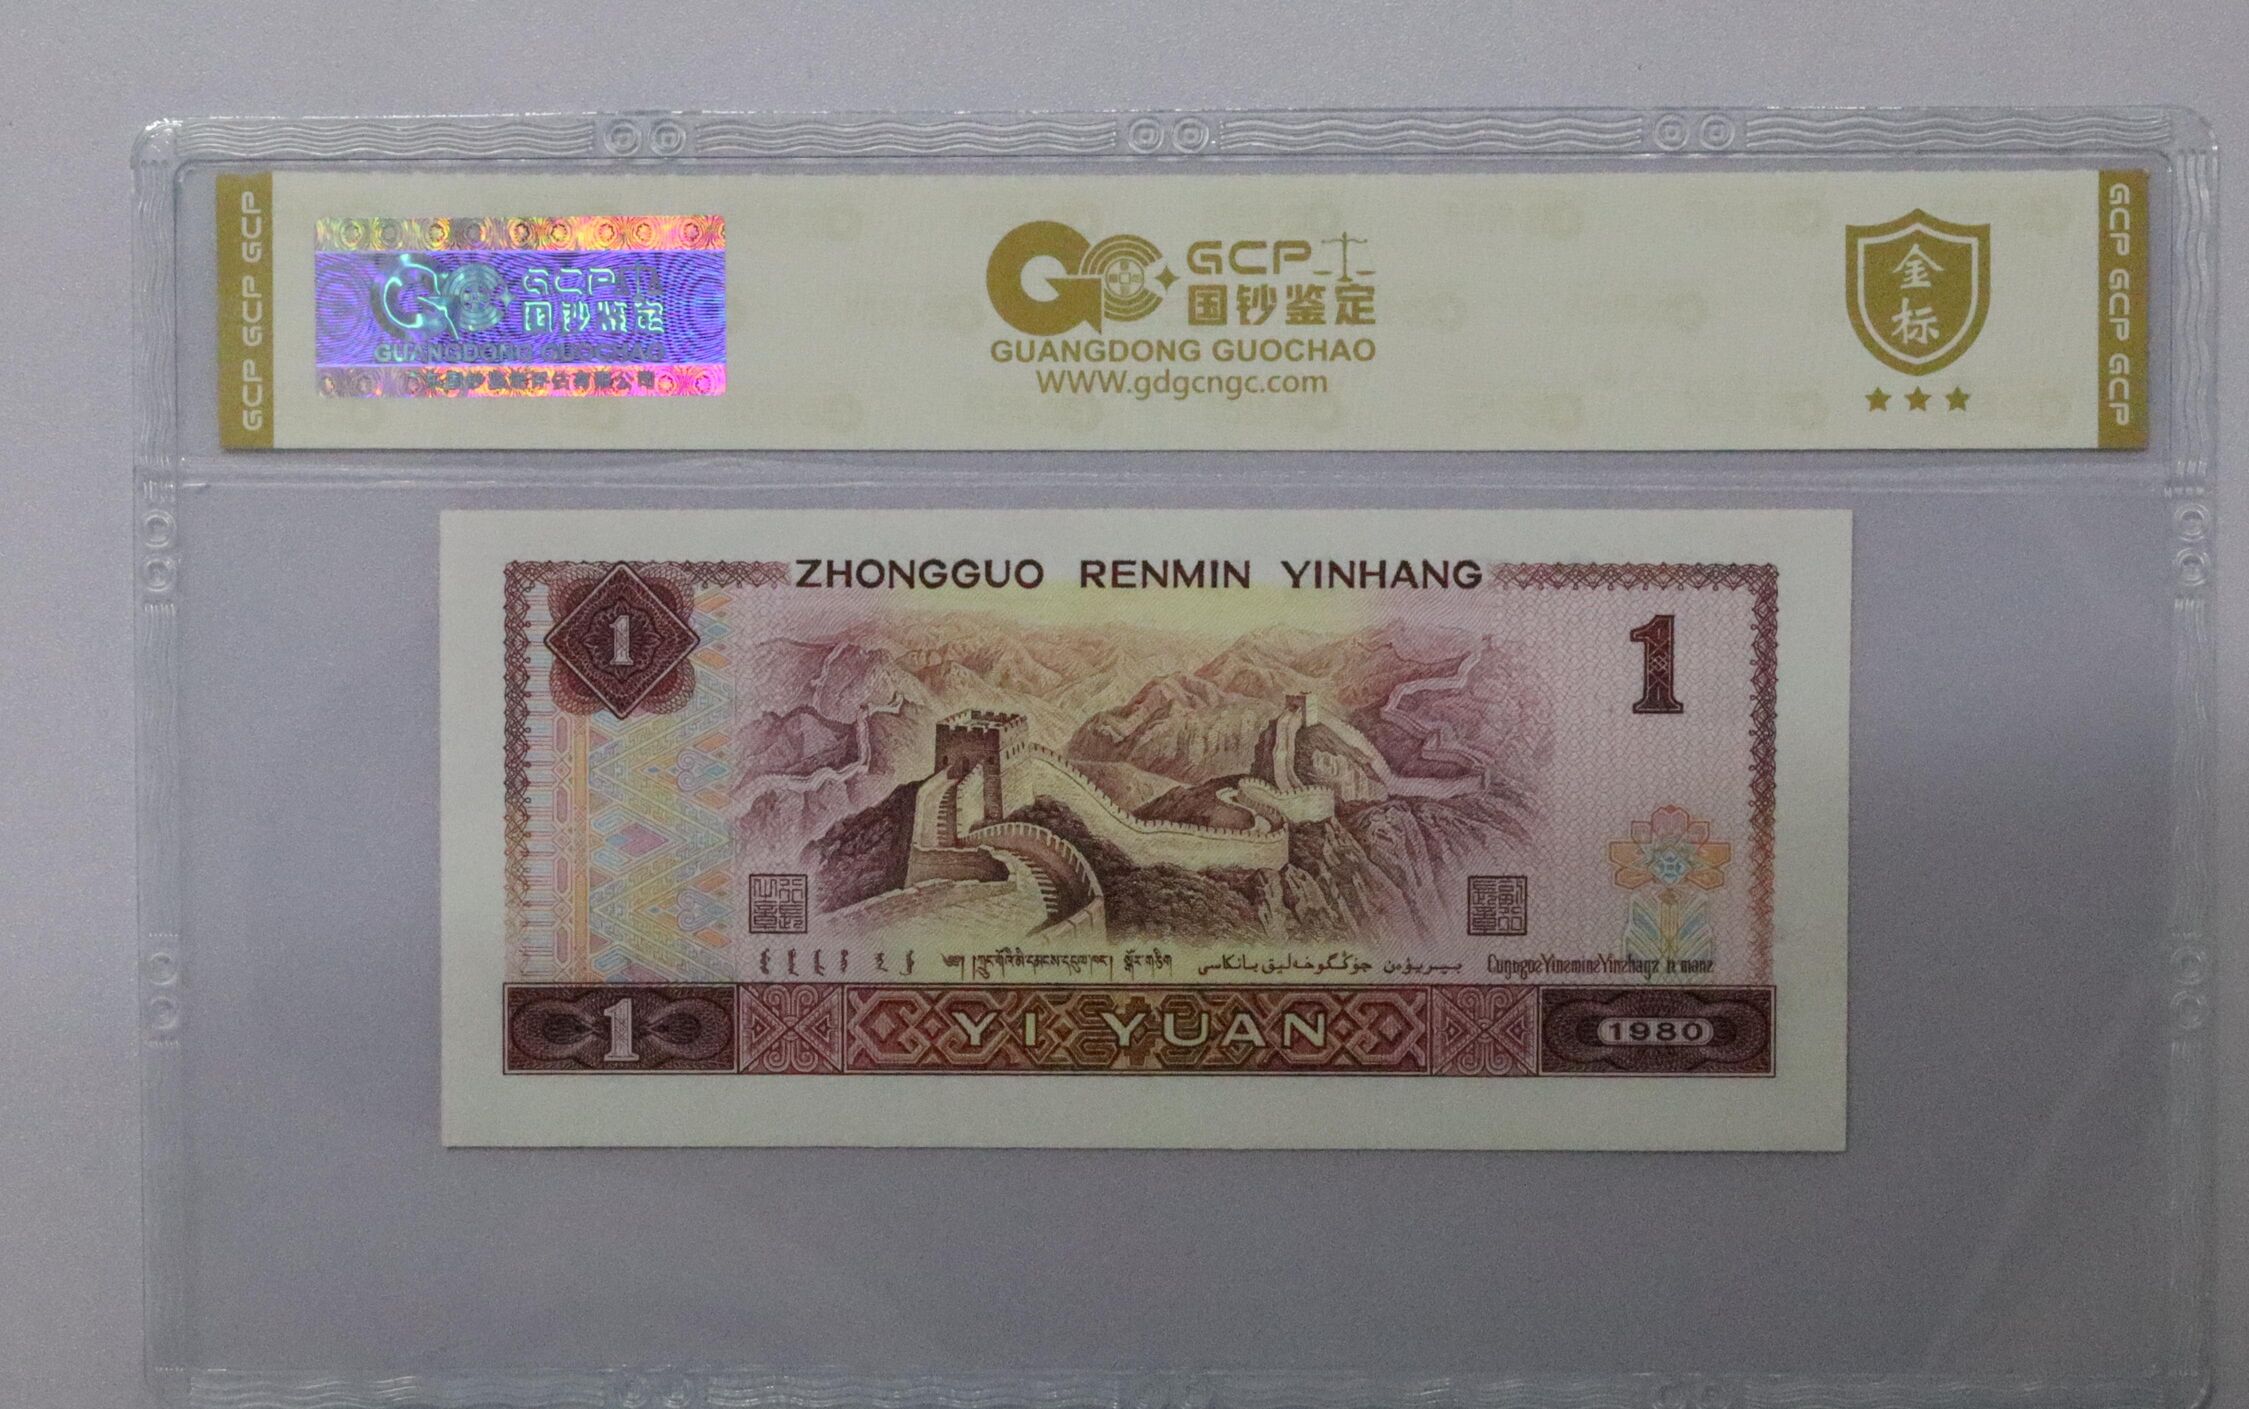 GCP GCP GCP
GCP
国钞鉴定
GUANGDONG GUOCHAO
GCP
国钞鉴定
GUANGDONG GUOCHAO
WWW.gdgcngc.com
金
标
GCP GCP GCP
ZHONGGUO RENMIN YINHANG
1
1
YI YUAN
1
1980